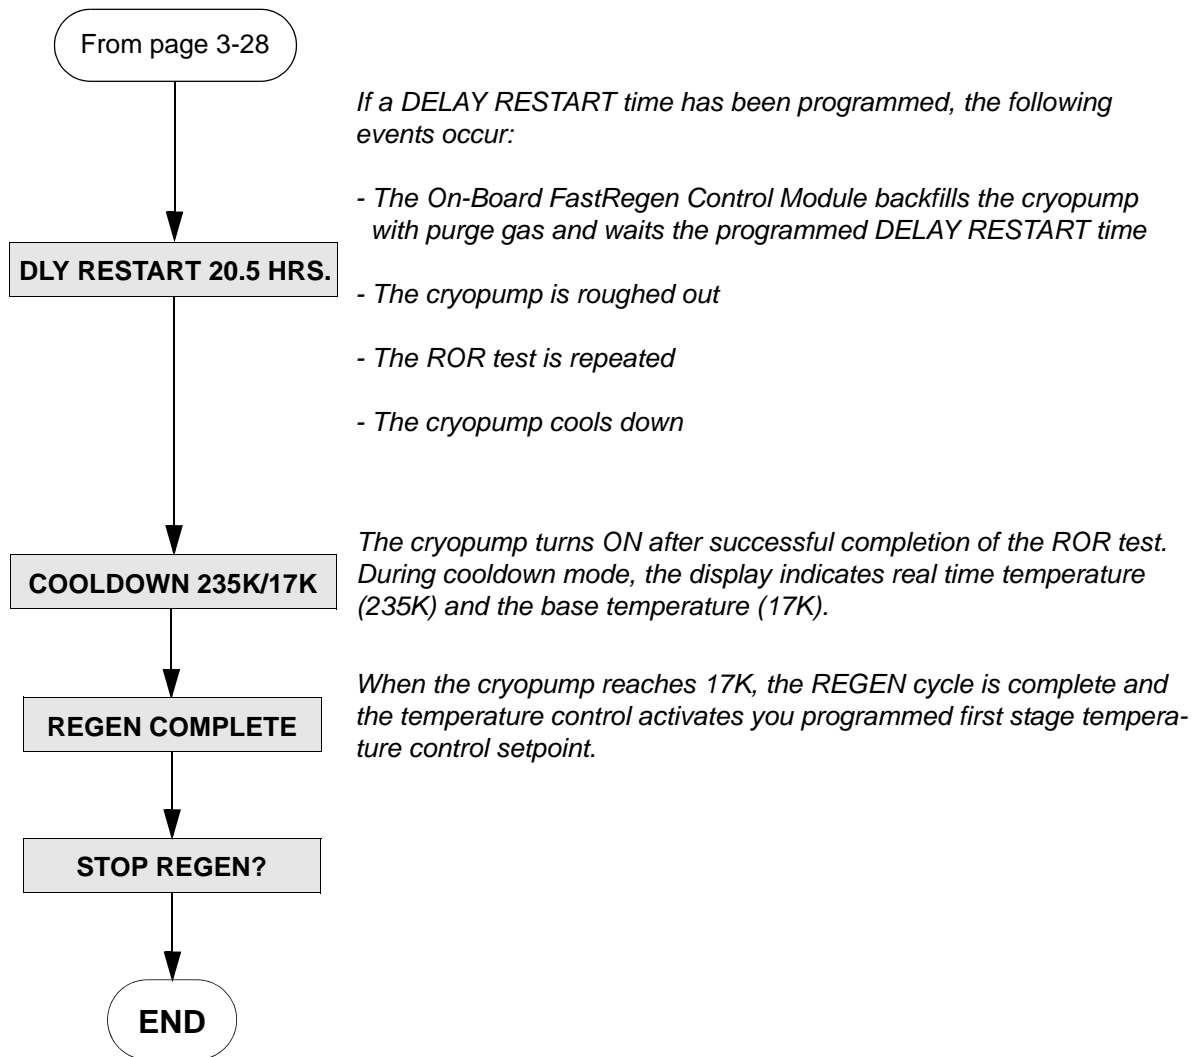 From page 3-28
If a DELAY RESTART time has been programmed, the following
events occur:
- The On-Board FastRegen Control Module backfills the cryopump
with purge gas and waits the programmed DELAY RESTART time
DLY RESTART 20.5 HRS.
- The cryopump is roughed out
- The ROR test is repeated
- The cryopump cools down
The cryopump turns ON after successful completion of the ROR test.
During cooldown mode, the display indicates real time temperature
(235K) and the base temperature (17K).
COOLDOWN 235K/17K
When the cryopump reaches 17K, the REGEN cycle is complete and
the temperature control activates you programmed first stage tempera-
ture control setpoint.
REGEN COMPLETE
STOP REGEN?
END